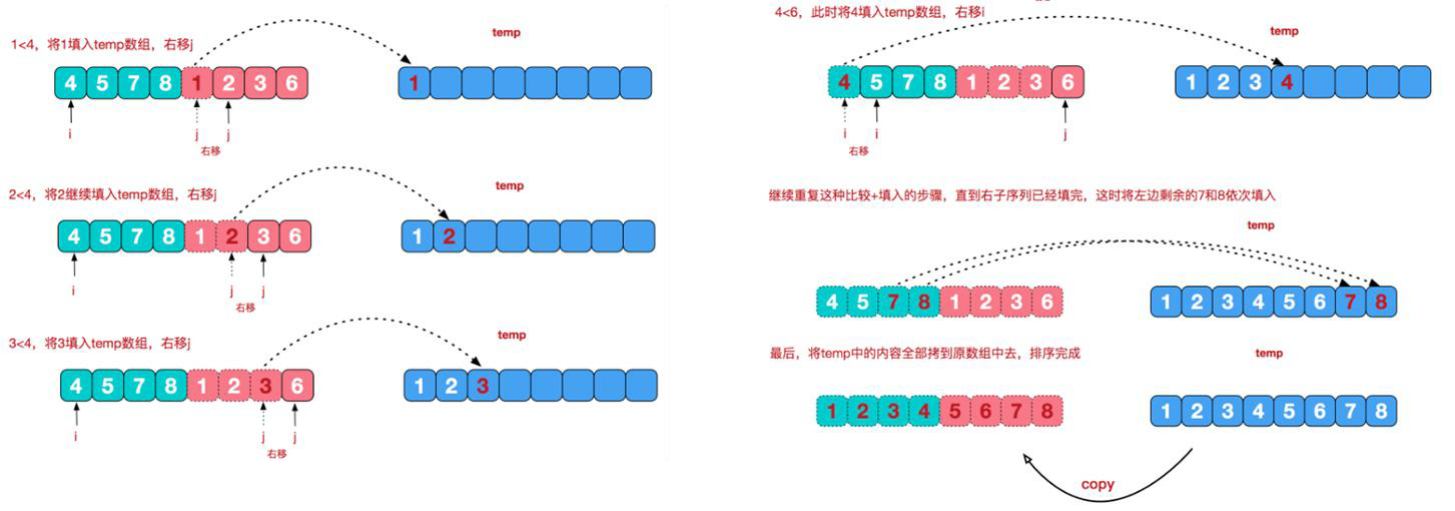 1<4，将1填入temp数组，右移j
temp
4 5 7 8 1 2 3 6
1
i
j
j
右移
2<4，将2继续填入temp数组，右移j
temp
4 5 7 8 1 2 3 6
1 2
i
j
j
右移
3<4，将3填入temp数组，右移j
temp
4 5 7 8 1 2 3 6
1 2 3
i
j
j
右移
4<6，此时将4填入temp数组，右移i
temp
4 5 7 8 1 2 3 6
1 2 3 4
i
i
j
右移
继续重复这种比较+填入的步骤，直到右子序列已经填完，这时将左边剩余的7和8依次填入
temp
4 5 7 8 1 2 3 6
1 2 3 4 5 6 7 8
最后，将temp中的内容全部拷到原数组中去，排序完成
temp
1 2 3 4 5 6 7 8
1 2 3 4 5 6 7 8
copy